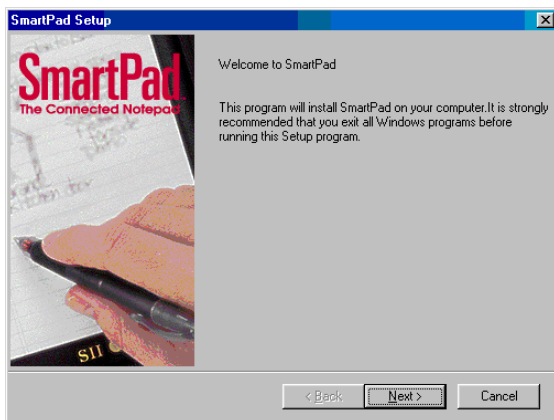 SmartPad Setup
SmartPad
The Connected Notepad
Welcome to SmartPad
This program will install SmartPad on your computer.It is strongly
recommended that you exit all Windows programs before
running this Setup program.
SII
< Back
Next >
Cancel